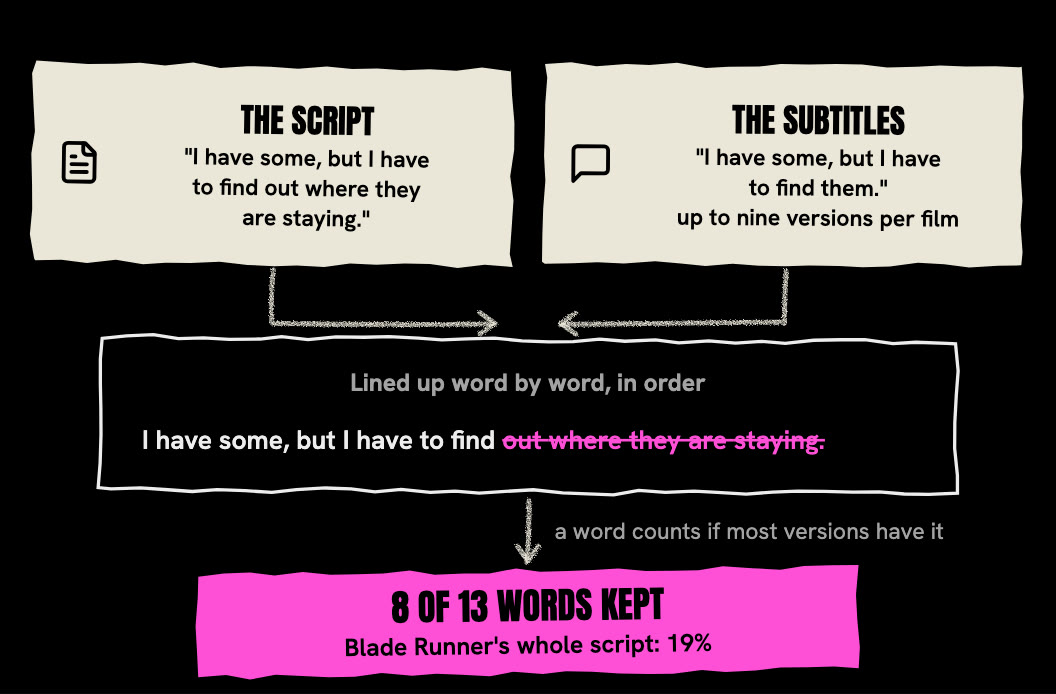 THE SCRIPT
"I have some, but I have
to find out where they
are staying."
THE SUBTITLES
"I have some, but I have
to find them."
up to nine versions per film
Lined up word by word, in order
I have some, but I have to find out where they are staying.
a word counts if most versions have it
8 OF 13 WORDS KEPT
Blade Runner's whole script: 19%